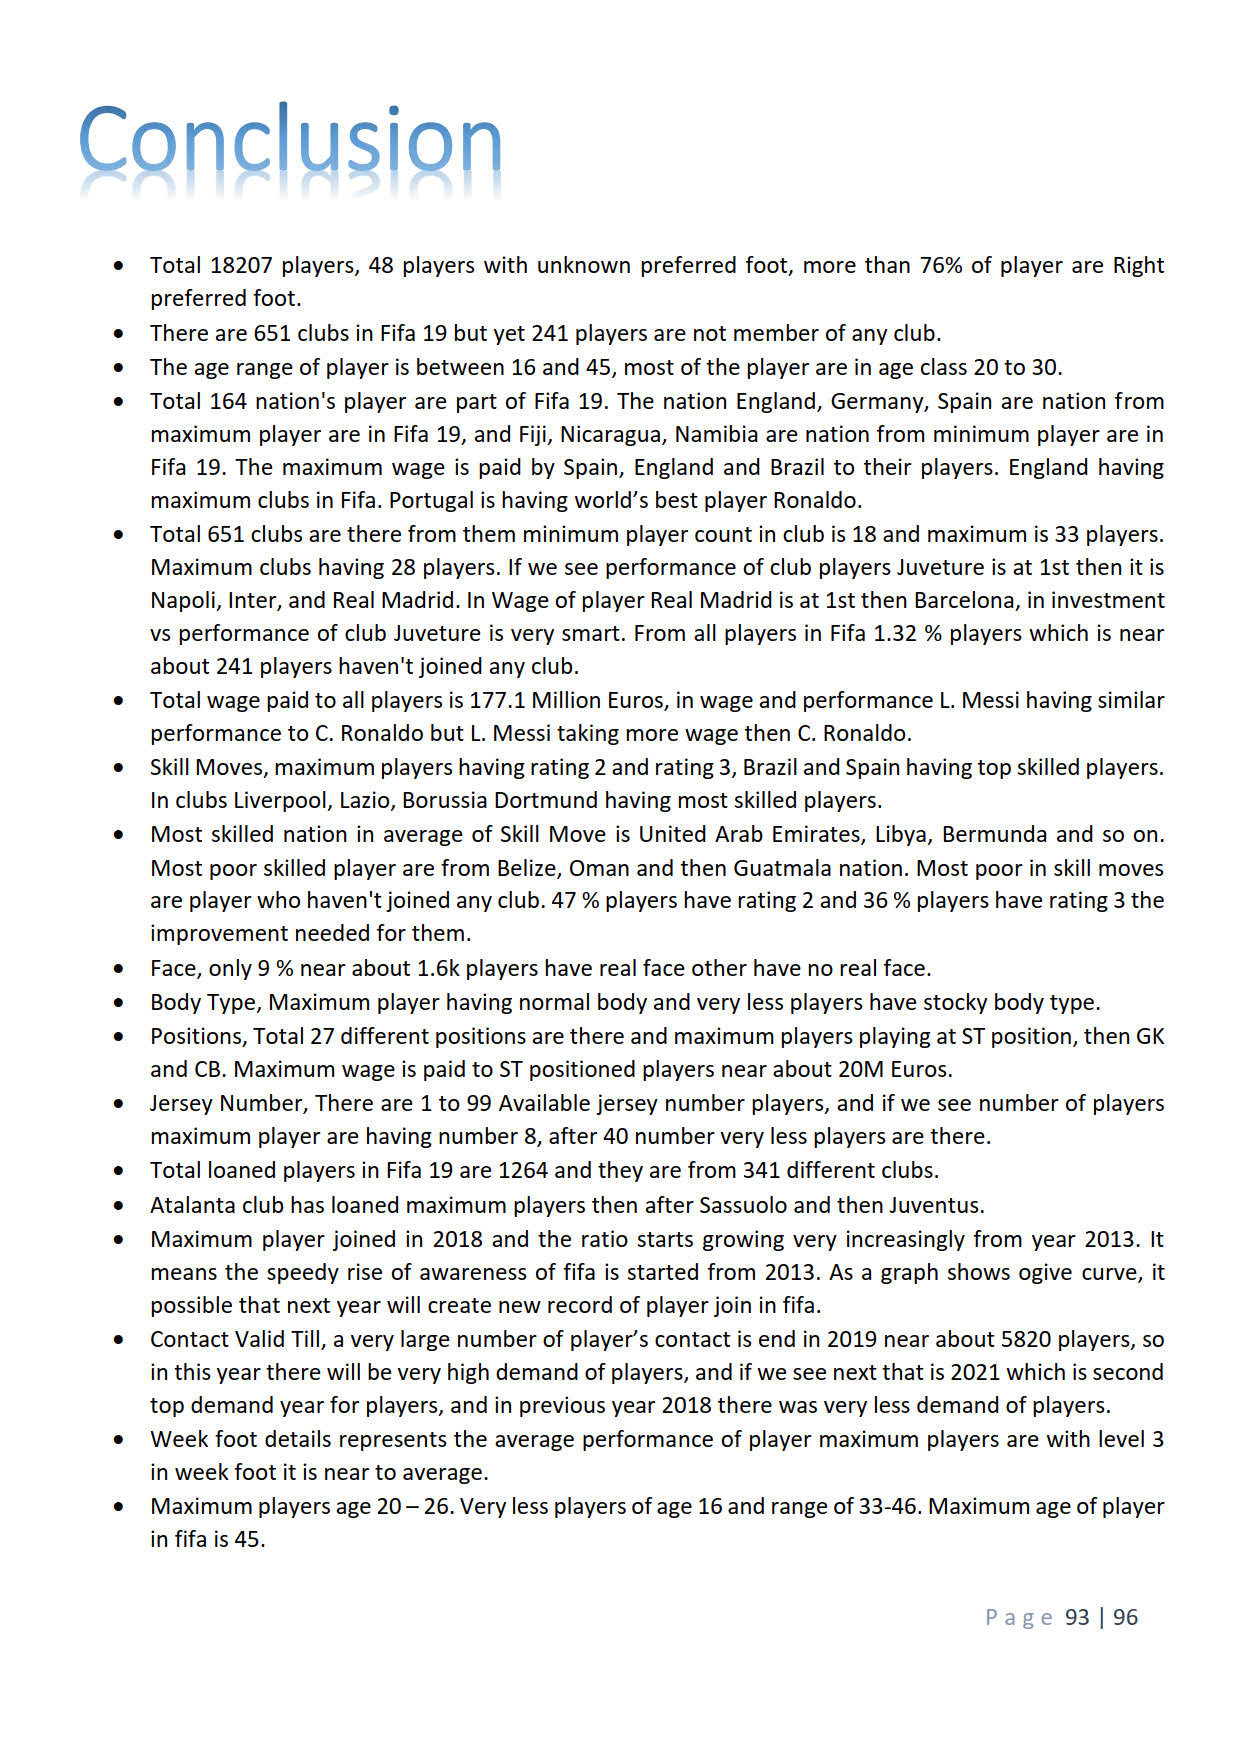 Conclusion
• Total 18207 players, 48 players with unknown preferred foot, more than 76% of player are Right
preferred foot.
• There are 651 clubs in Fifa 19 but yet 241 players are not member of any club.
• The age range of player is between 16 and 45, most of the player are in age class 20 to 30.
• Total 164 nation's player are part of Fifa 19. The nation England, Germany, Spain are nation from
maximum player are in Fifa 19, and Fiji, Nicaragua, Namibia are nation from minimum player are in
Fifa 19. The maximum wage is paid by Spain, England and Brazil to their players. England having
maximum clubs in Fifa. Portugal is having world’s best player Ronaldo.
• Total 651 clubs are there from them minimum player count in club is 18 and maximum is 33 players.
Maximum clubs having 28 players. If we see performance of club players Juveture is at 1st then it is
Napoli, Inter, and Real Madrid. In Wage of player Real Madrid is at 1st then Barcelona, in investment
vs performance of club Juveture is very smart. From all players in Fifa 1.32 % players which is near
about 241 players haven't joined any club.
• Total wage paid to all players is 177.1 Million Euros, in wage and performance L. Messi having similar
performance to C. Ronaldo but L. Messi taking more wage then C. Ronaldo.
• Skill Moves, maximum players having rating 2 and rating 3, Brazil and Spain having top skilled players.
In clubs Liverpool, Lazio, Borussia Dortmund having most skilled players.
• Most skilled nation in average of Skill Move is United Arab Emirates, Libya, Bermunda and so on.
Most poor skilled player are from Belize, Oman and then Guatmala nation. Most poor in skill moves
are player who haven't joined any club. 47 % players have rating 2 and 36 % players have rating 3 the
improvement needed for them.
• Face, only 9 % near about 1.6k players have real face other have no real face.
• Body Type, Maximum player having normal body and very less players have stocky body type.
• Positions, Total 27 different positions are there and maximum players playing at ST position, then GK
and CB. Maximum wage is paid to ST positioned players near about 20M Euros.
• Jersey Number, There are 1 to 99 Available jersey number players, and if we see number of players
maximum player are having number 8, after 40 number very less players are there.
• Total loaned players in Fifa 19 are 1264 and they are from 341 different clubs.
• Atalanta club has loaned maximum players then after Sassuolo and then Juventus.
• Maximum player joined in 2018 and the ratio starts growing very increasingly from year 2013. It
means the speedy rise of awareness of fifa is started from 2013. As a graph shows ogive curve, it
possible that next year will create new record of player join in fifa.
• Contact Valid Till, a very large number of player’s contact is end in 2019 near about 5820 players, so
in this year there will be very high demand of players, and if we see next that is 2021 which is second
top demand year for players, and in previous year 2018 there was very less demand of players.
• Week foot details represents the average performance of player maximum players are with level 3
in week foot it is near to average.
• Maximum players age 20 – 26. Very less players of age 16 and range of 33-46. Maximum age of player
in fifa is 45.
Page 93 | 96